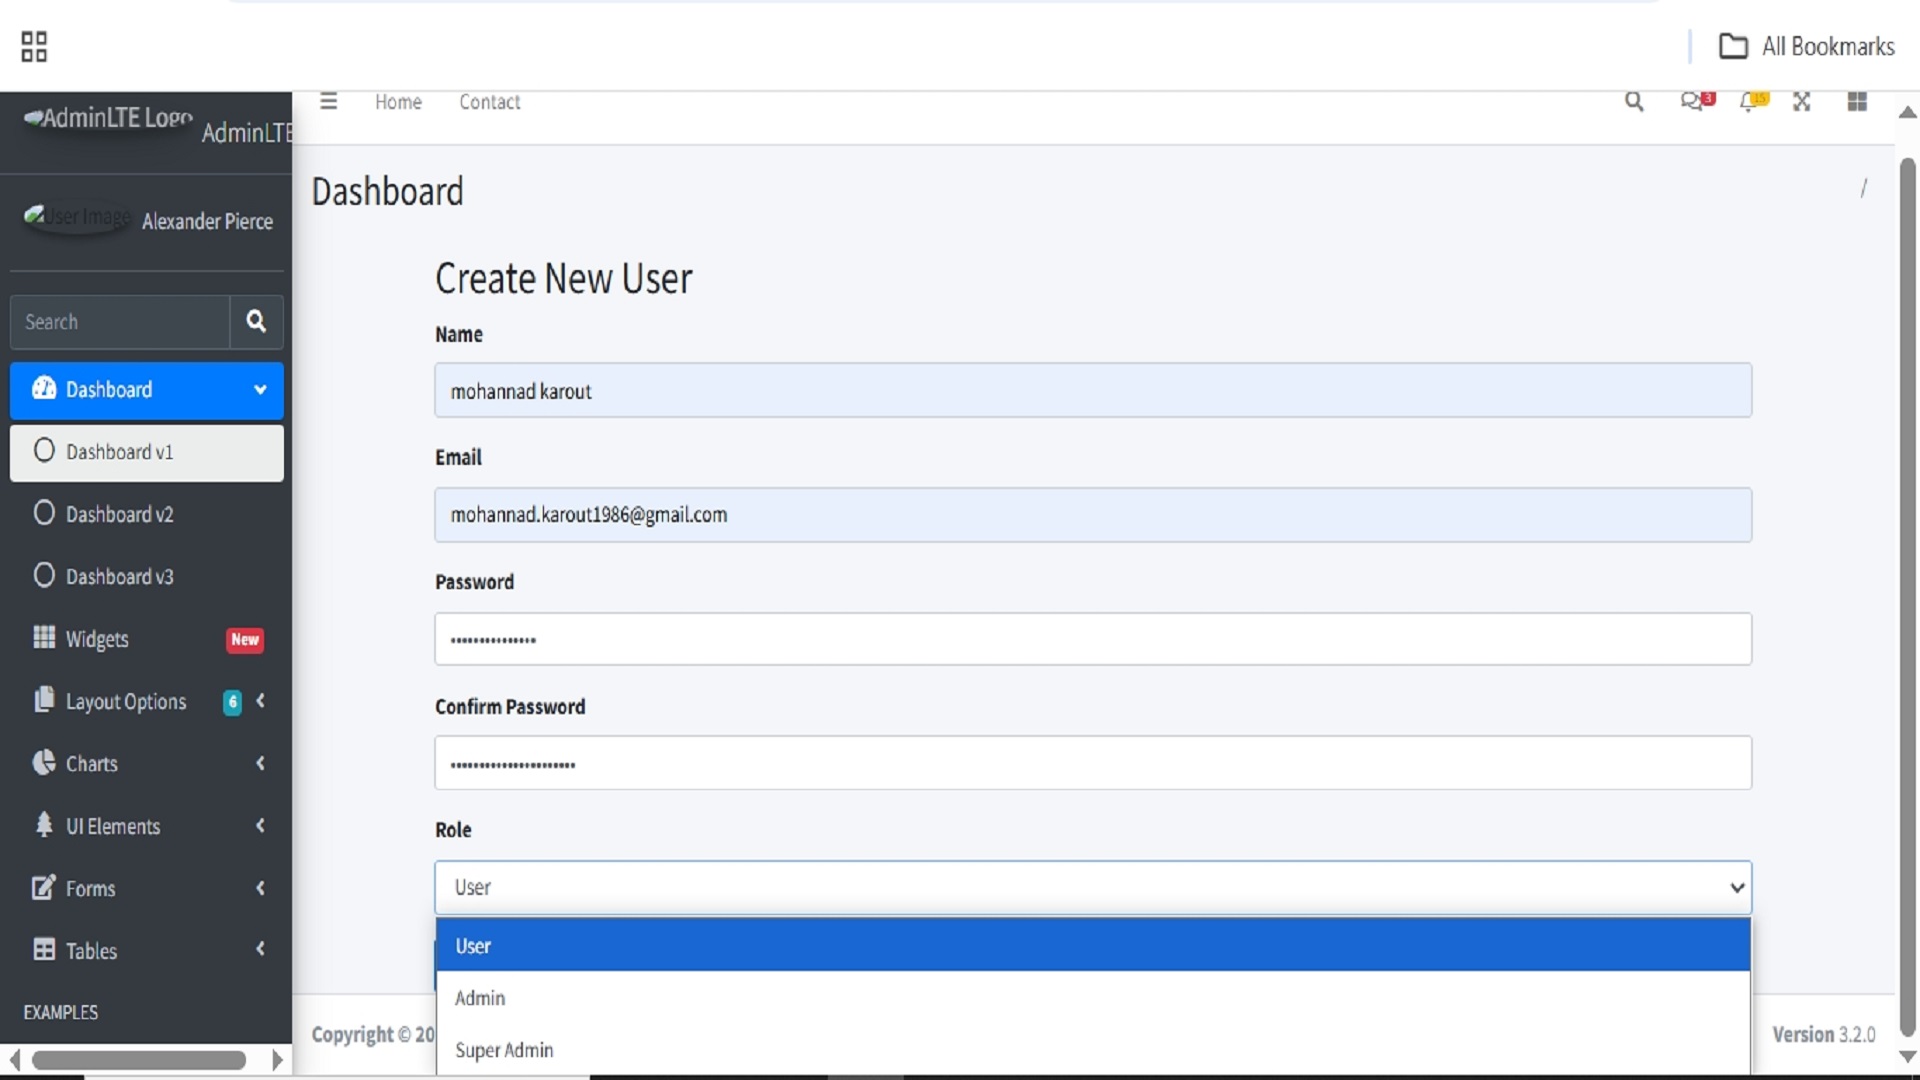 All Bookmarks
AdminLTE Logo
AdminLTE
Home
Contact
3
15
Dashboard
/
User Image
Alexander Pierce
Create New User
Search
Name
mohannad karout
Dashboard
Dashboard v1
Email
mohannad.karout1986@gmail.com
Dashboard v2
Dashboard v3
Password
Widgets
New
Layout Options
6
Confirm Password
Charts
UI Elements
Role
User
Forms
User
Tables
Admin
EXAMPLES
Super Admin
Copyright © 20
Version 3.2.0